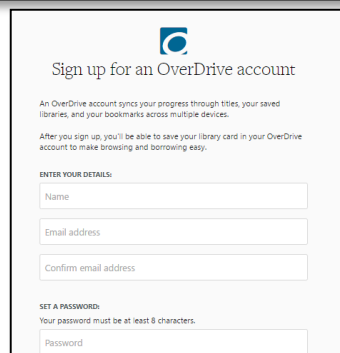 Sign up for an OverDrive account
An OverDrive account syncs your progress through titles, your saved
libraries, and your bookmarks across multiple devices.
After you sign up, you'll be able to save your library card in your OverDrive
account to make browsing and borrowing easy.
ENTER YOUR DETAILS:
Name
Email address
Confirm email address
SET A PASSWORD:
Your password must be at least 8 characters.
Password